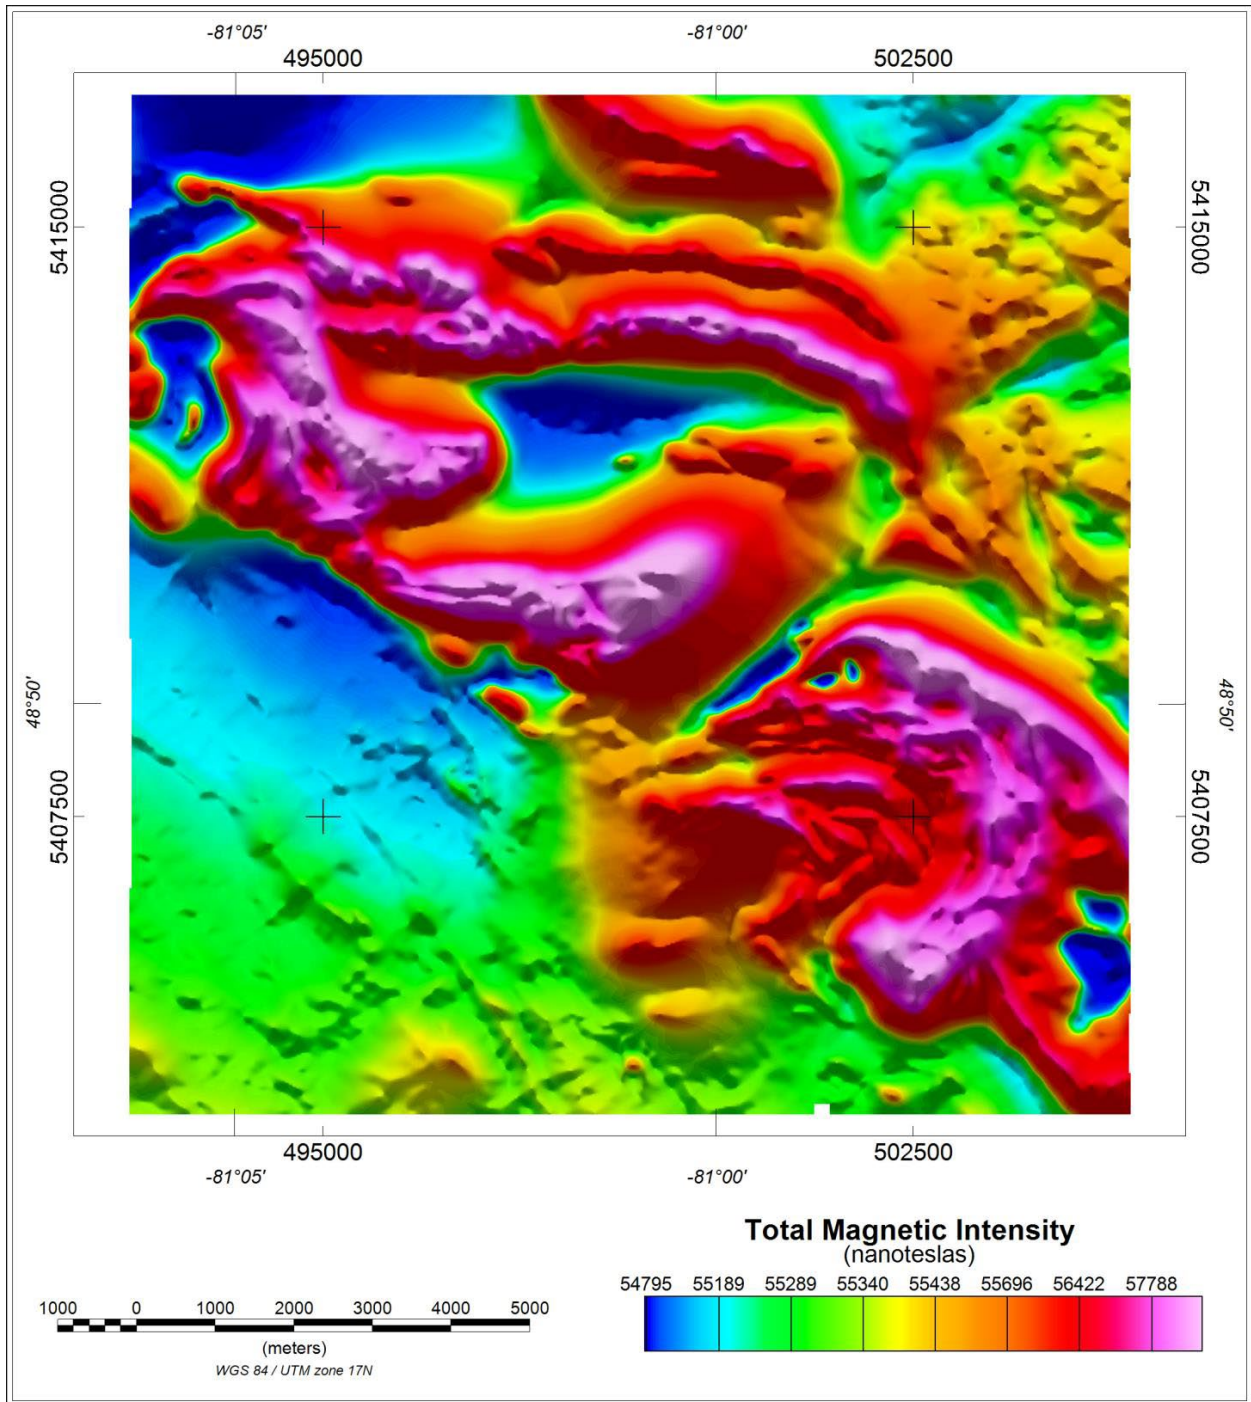 -81°05' -81°00'
495000 502500
5415000 5415000
48°50' 48°50'
5407500 5407500
495000 502500
-81°05' -81°00'
Total Magnetic Intensity
(nanoteslas)
54795 55189 55289 55340 55438 55696 56422 57788
1000 0 1000 2000 3000 4000 5000
(meters)
WGS 84 / UTM zone 17N